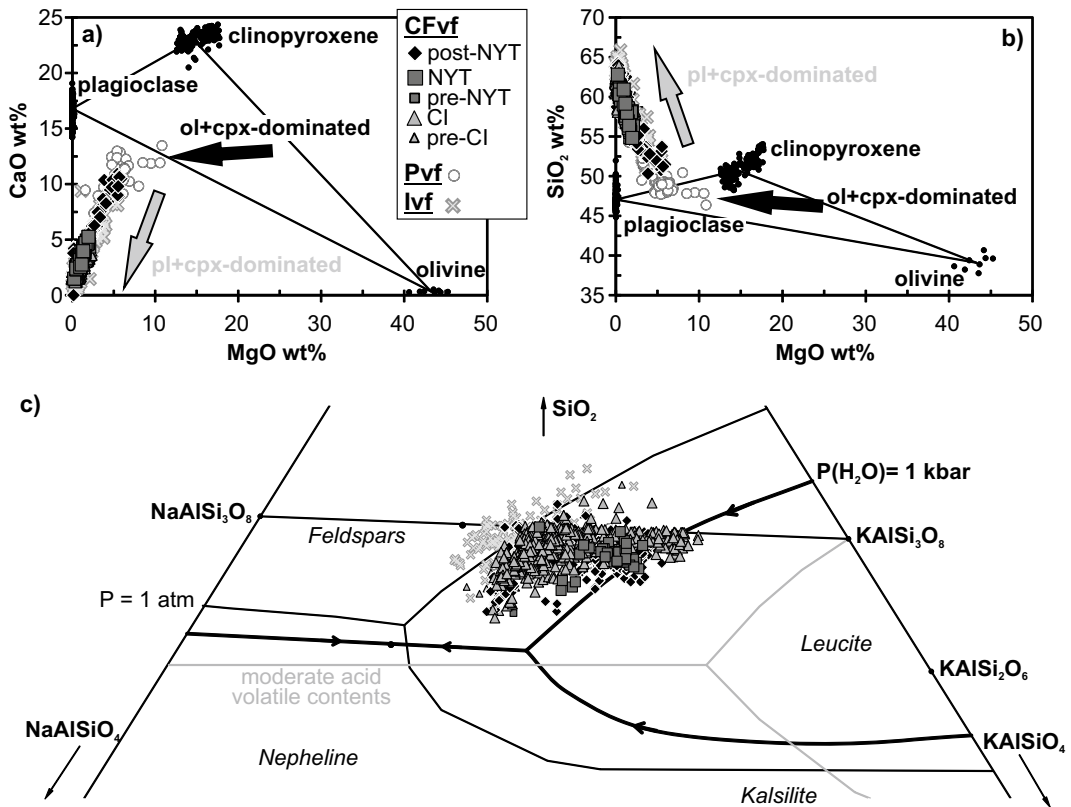 a)
25
20
15
10
5
0
CaO wt%
clinopyroxene
plagioclase
ol+cpx-dominated
pl+cpx-dominated
olivine
0 10 20 30 40 50
MgO wt%
CFvf
post-NYT
NYT
pre-NYT
CI
pre-CI
Pvf
Ivf
b)
70
65
60
55
50
45
40
35
SiO₂ wt%
pl+cpx-dominated
clinopyroxene
ol+cpx-dominated
plagioclase
olivine
0 10 20 30 40 50
MgO wt%
c)
SiO₂
P(H₂O)= 1 kbar
NaAlSi₃O₈
Feldspars
KAlSi₃O₈
P = 1 atm
Leucite
moderate acid
volatile contents
KAlSi₂O₆
NaAlSiO₄
KAlSiO₄
Nepheline
Kalsilite